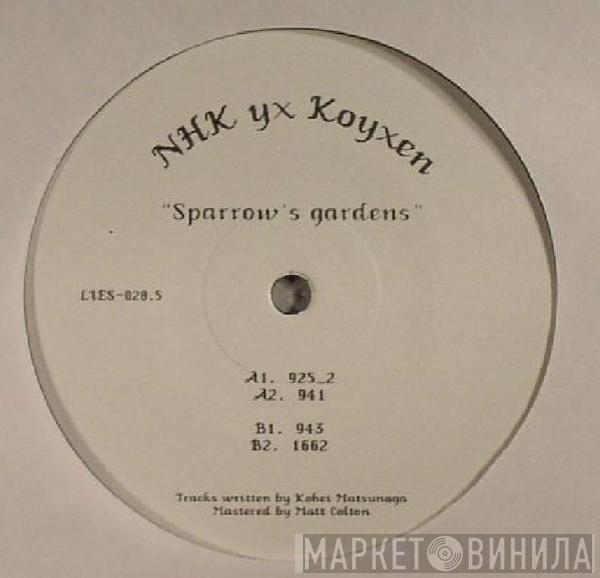 NHK yx Koyxen
"Sparrow's gardens"
LIES-028.5
A1. 925_2
A2. 941
B1. 943
B2. 1662
Tracks written by Kohei Matsunaga
Mastered by Matt Colton
МАРКЕТ ВИНИЛА